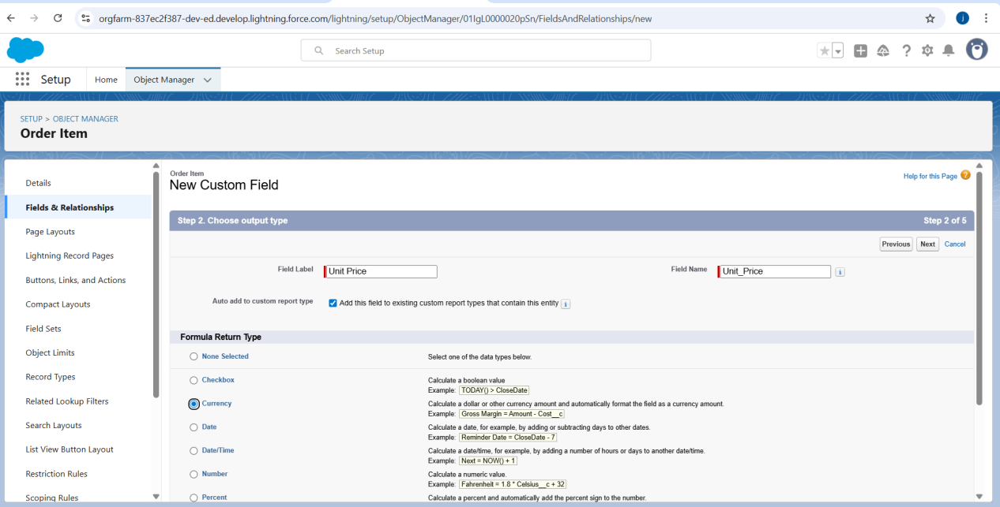 orgfarm-837ec2f387-dev-ed.develop.lightning.force.com/lightning/setup/ObjectManager/01IgL0000020pSn/FieldsAndRelationships/new
j
Search Setup
Setup
Home
Object Manager
SETUP > OBJECT MANAGER
Order Item
Details
Fields & Relationships
Page Layouts
Lightning Record Pages
Buttons, Links, and Actions
Compact Layouts
Field Sets
Object Limits
Record Types
Related Lookup Filters
Search Layouts
List View Button Layout
Restriction Rules
Scoping Rules
Order Item
New Custom Field
Help for this Page ?
Step 2. Choose output type Step 2 of 5
Previous Next Cancel
Field Label Unit Price Field Name Unit_Price i
Auto add to custom report type Add this field to existing custom report types that contain this entity i
Formula Return Type
None Selected Select one of the data types below.
Checkbox Calculate a boolean value
Example: TODAY() > CloseDate
Currency Calculate a dollar or other currency amount and automatically format the field as a currency amount.
Example: Gross Margin = Amount - Cost__c
Date Calculate a date, for example, by adding or subtracting days to other dates.
Example: Reminder Date = CloseDate - 7
Date/Time Calculate a date/time, for example, by adding a number of hours or days to another date/time.
Example: Next = NOW() + 1
Number Calculate a numeric value.
Example: Fahrenheit = 1.8 * Celsius__c + 32
Percent Calculate a percent and automatically add the percent sign to the number.